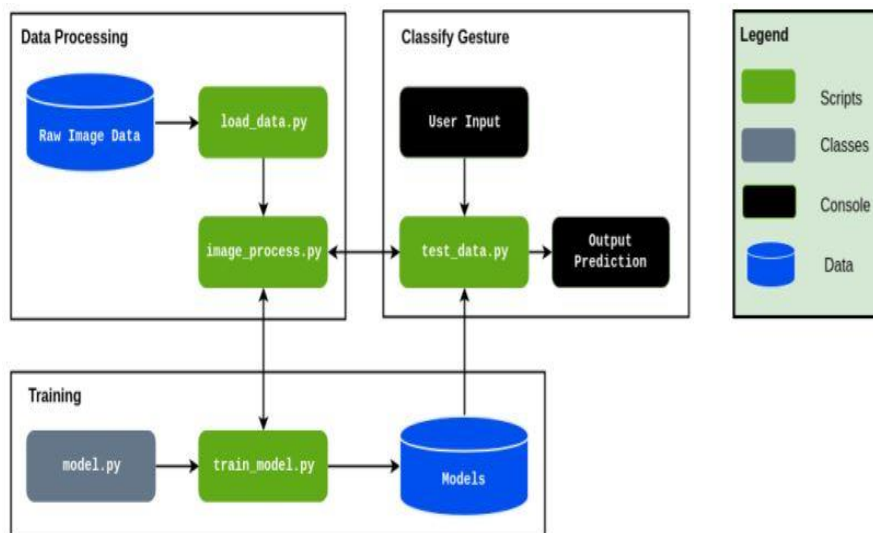 Data Processing
Raw Image Data
load_data.py
image_process.py
Classify Gesture
User Input
test_data.py
Output
Prediction
Legend
Scripts
Classes
Console
Data
Training
model.py
train_model.py
Models